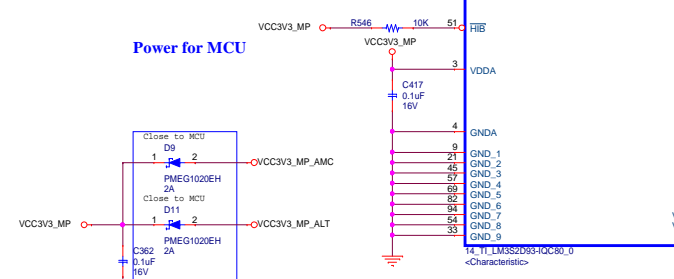 VCC3V3_MP
R546
10K
51
HIB
VCC3V3_MP
Power for MCU
3
VDDA
C417
0.1uF
16V
4
GNDA
Close to MCU
D9
1
2
VCC3V3_MP_AMC
PMEG1020EH
2A
Close to MCU
D11
VCC3V3_MP
1
2
VCC3V3_MP_ALT
PMEG1020EH
2A
C362
0.1uF
16V
9
GND_1
21
GND_2
45
GND_3
57
GND_4
69
GND_5
82
GND_6
94
GND_7
54
GND_8
33
GND_9
14_TI_LM3S2D93-IQC80_0
<Characteristic>